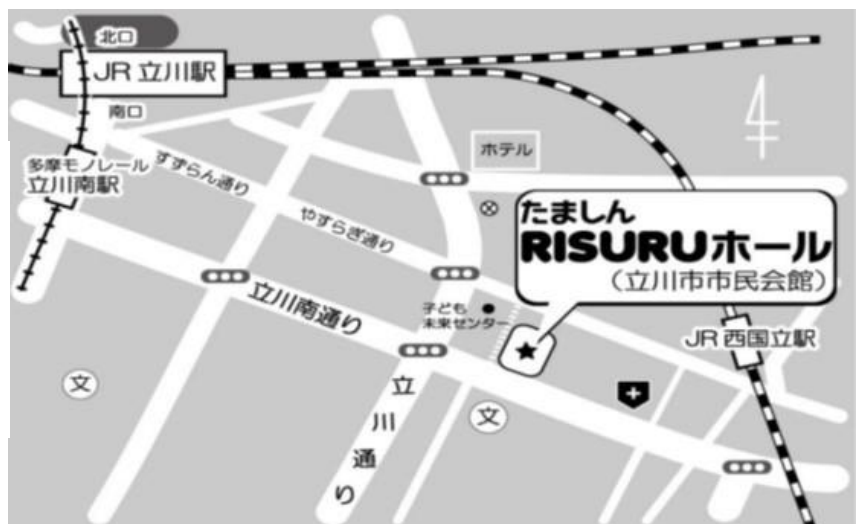 北口
JR 立川駅
南口
多摩モノレール
立川南駅
すずらん通り
ホテル
たましん
RISURUホール
(立川市市民会館)
やすらぎ通り
立川南通り
子ども
未来センター
JR 西国立駅
文
文
立川通り